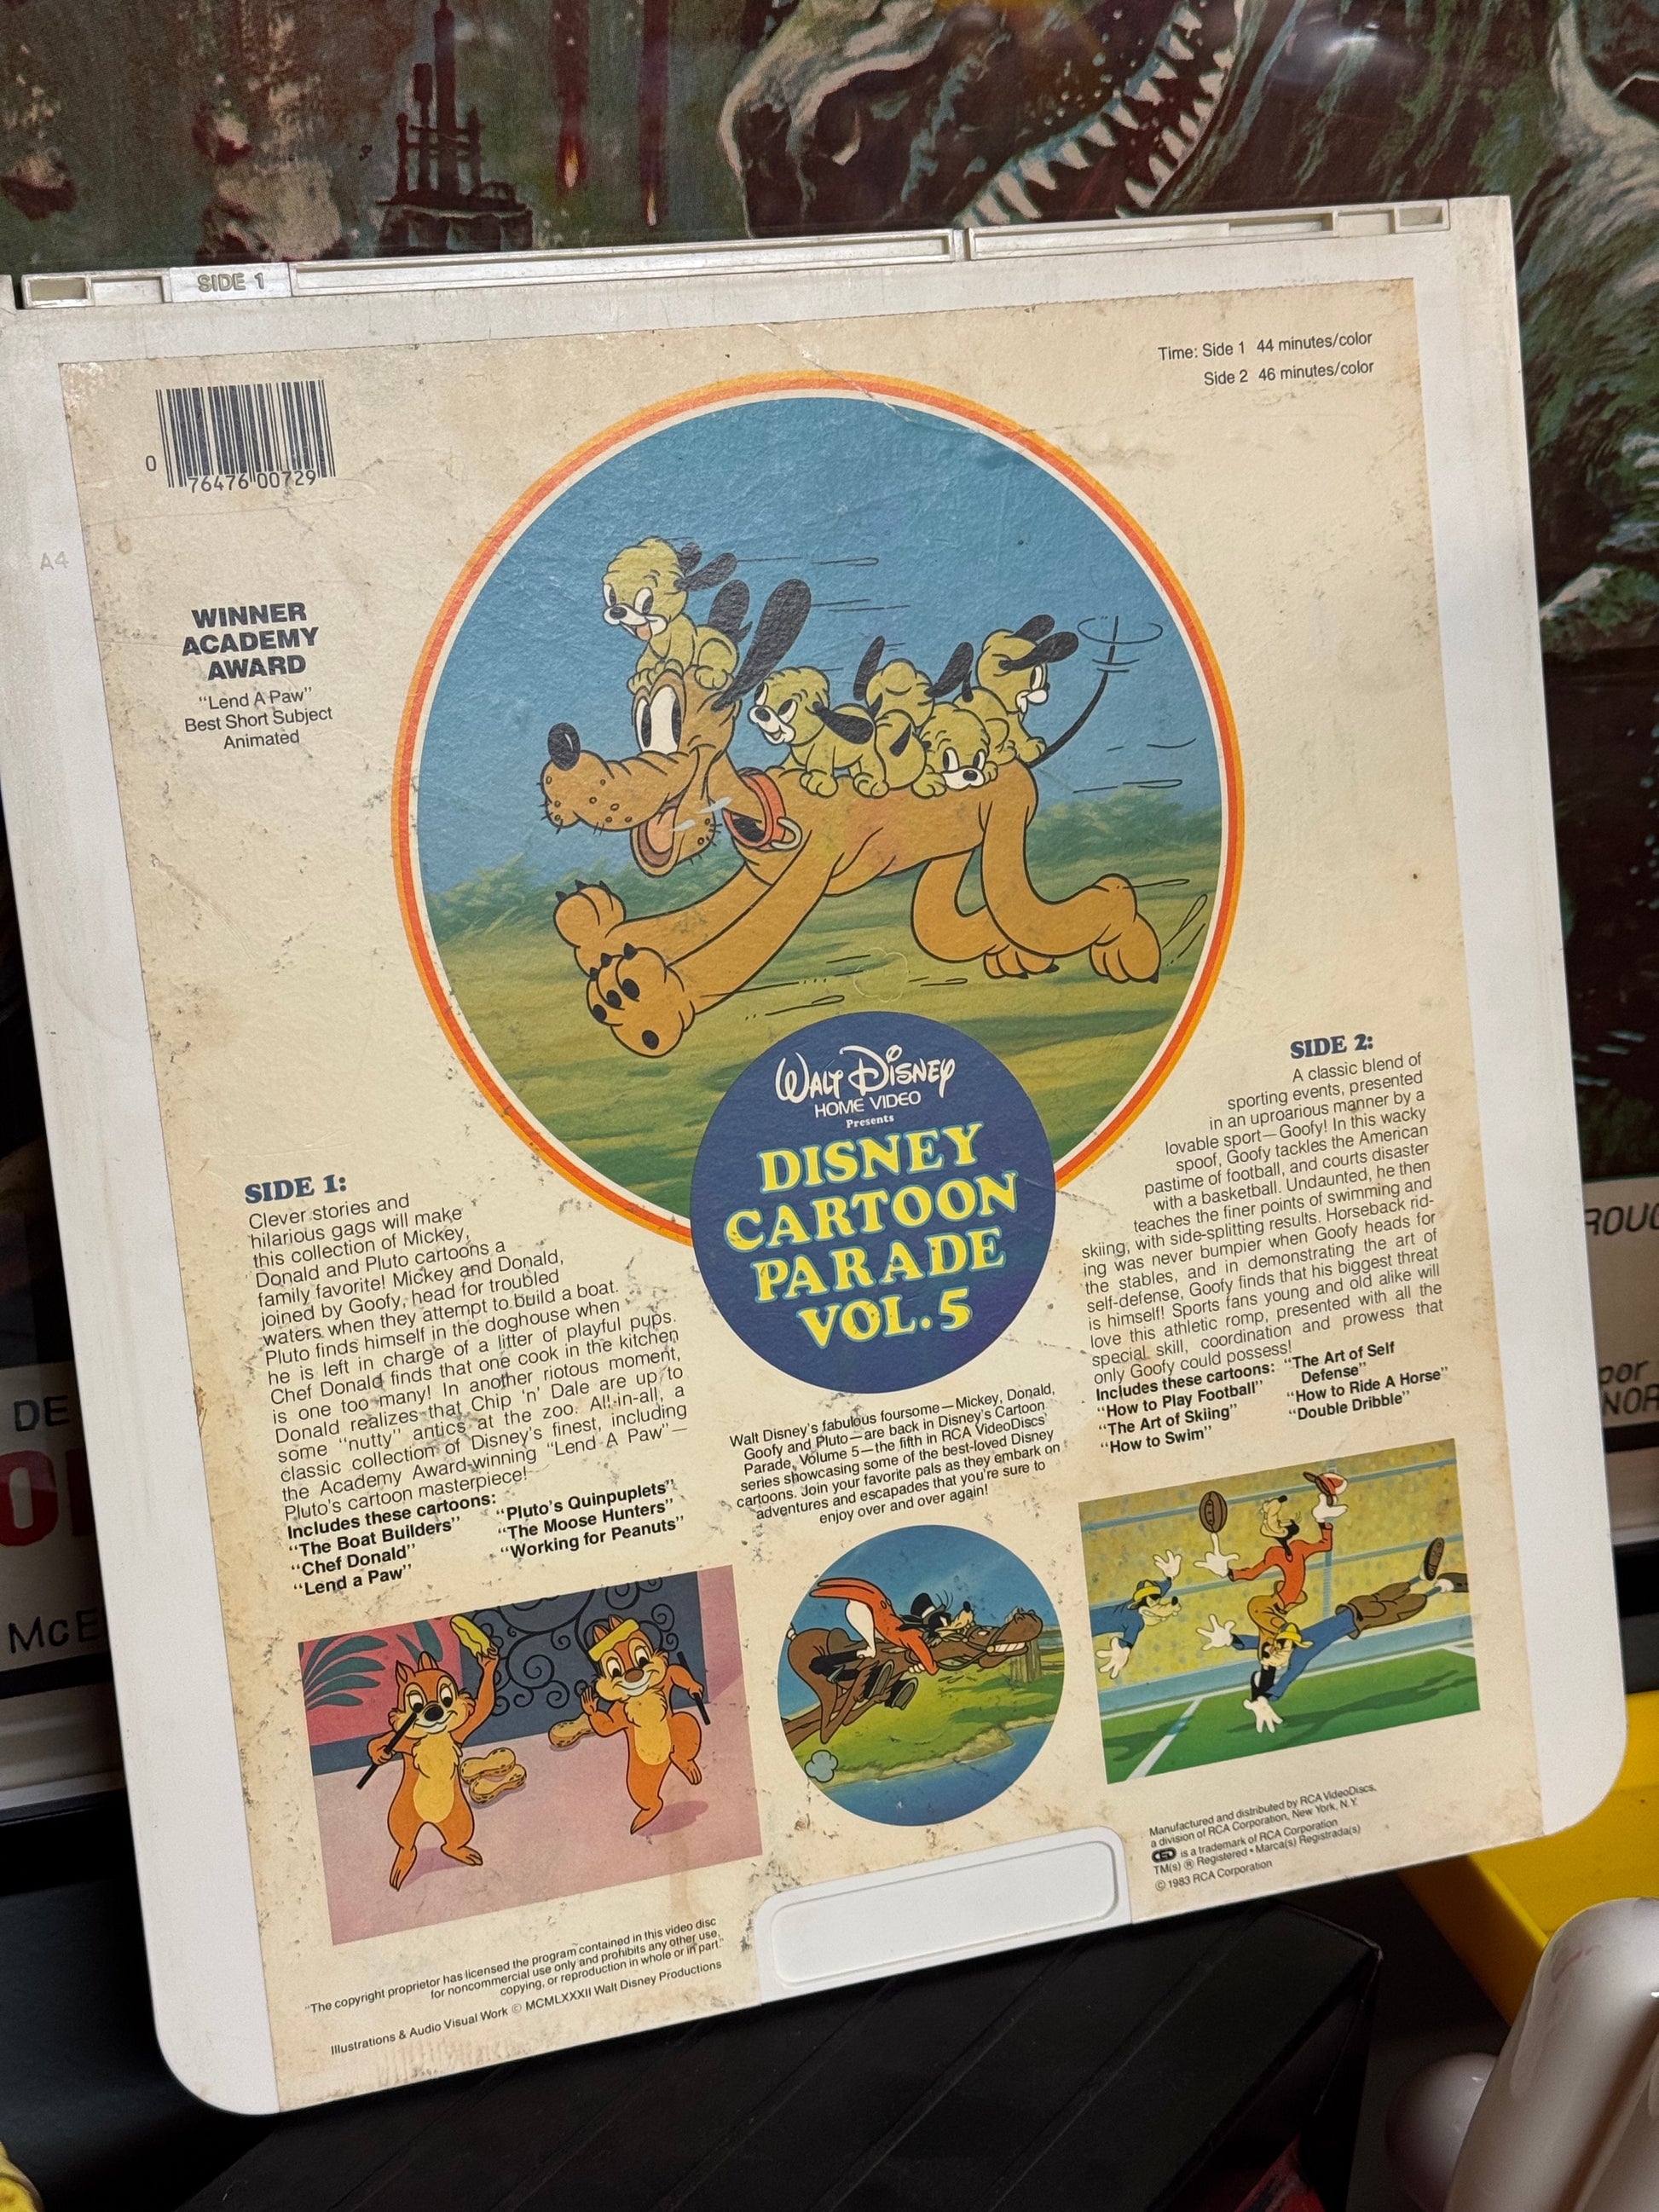 SIDE 1
Time: Side 1 44 minutes/color
Side 2 46 minutes/color
0 76476 00729
A4
WINNER
ACADEMY
AWARD
"Lend A Paw"
Best Short Subject
Animated
WALT DISNEY
HOME VIDEO
Presents
DISNEY
CARTOON
PARADE
VOL. 5
SIDE 1:
Clever stories and
hilarious gags will make
this collection of Mickey,
Donald and Pluto cartoons a
family favorite! Mickey and Donald,
joined by Goofy, head for troubled
waters when they attempt to build a boat.
Pluto finds himself in the doghouse when
he is left in charge of a litter of playful pups.
Chef Donald finds that one cook in the kitchen
is one too many! In another riotous moment,
Donald realizes that Chip 'n' Dale are up to
some "nutty" antics at the zoo. All-in-all, a
classic collection of Disney's finest, including
the Academy Award-winning "Lend A Paw"—
Pluto's cartoon masterpiece!
Includes these cartoons:
"The Boat Builders"
"Chef Donald"
"Lend a Paw"
"Pluto's Quinpuplets"
"The Moose Hunters"
"Working for Peanuts"
Walt Disney's fabulous foursome—Mickey, Donald,
Goofy and Pluto—are back in Disney's Cartoon
Parade, Volume 5—the fifth in RCA VideoDiscs'
series showcasing some of the best-loved Disney
cartoons. Join your favorite pals as they embark on
adventures and escapades that you're sure to
enjoy over and over again!
SIDE 2:
A classic blend of
sporting events, presented
in an uproarious manner by a
lovable sport—Goofy! In this wacky
spoof, Goofy tackles the American
pastime of football, and courts disaster
with a basketball. Undaunted, he then
teaches the finer points of swimming and
skiing, with side-splitting results. Horseback rid-
ing was never bumpier when Goofy heads for
the stables, and in demonstrating the art of
self-defense, Goofy finds that his biggest threat
is himself! Sports fans young and old alike will
love this athletic romp, presented with all the
special skill, coordination and prowess that
only Goofy could possess!
Includes these cartoons:
"How to Play Football"
"The Art of Skiing"
"How to Swim"
"The Art of Self
Defense"
"How to Ride A Horse"
"Double Dribble"
Manufactured and distributed by RCA VideoDiscs,
a division of RCA Corporation, New York, N.Y.
CED is a trademark of RCA Corporation
TM(s) ® Registered • Marca(s) Registrada(s)
© 1983 RCA Corporation
"The copyright proprietor has licensed the program contained in this video disc
for noncommercial use only and prohibits any other use,
copying, or reproduction in whole or in part."
Illustrations & Audio Visual Work © MCMLXXXII Walt Disney Productions
DE
McE
por